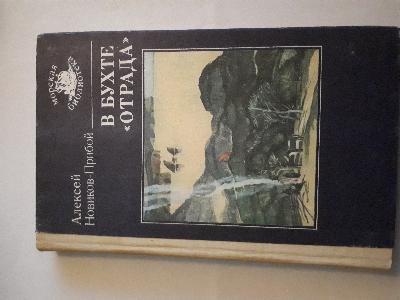 морская
библиотека
Алексей
Новиков-Прибой
В БУХТЕ
«ОТРАДА»